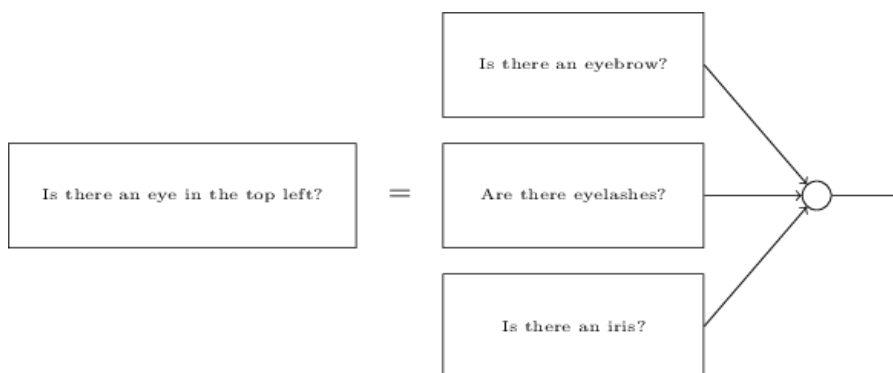 Is there an eyebrow?
Is there an eye in the top left?
=
Are there eyelashes?
Is there an iris?